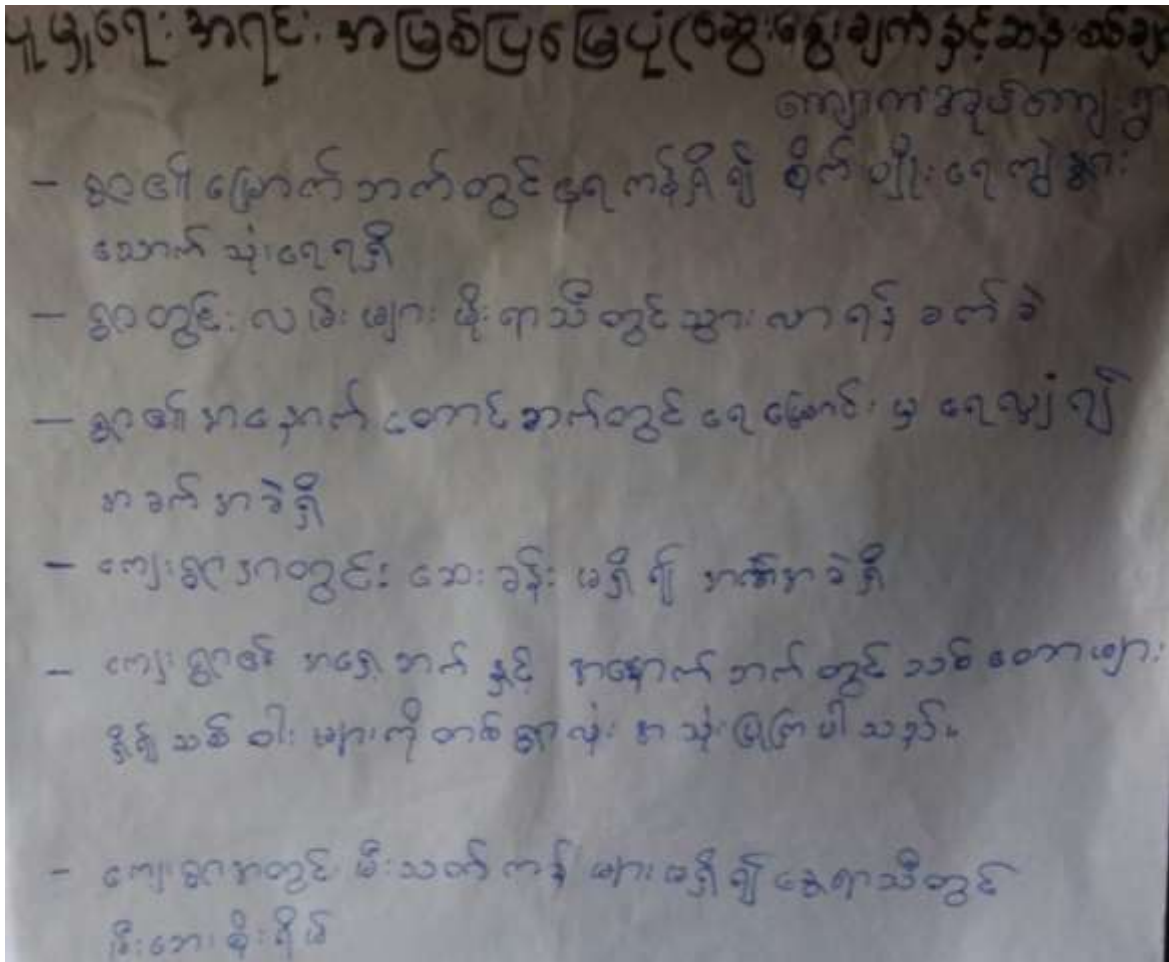 လူမှုရေး အရင်းအမြစ်ပြမြေပုံ(ဆွေးနွေးချက်နှင့်ဆန်းစစ်ချ
ကျောက်အုပ်ကျေးရွာ
– ရွာ၏ မြောက်ဘက်တွင် ရေကန်ရှိ၍ စိုက်ပျိုးရေ ကျွဲနွား
သောက်သုံးရေရရှိ
– ရွာတွင်း လမ်းများ မိုးရာသီတွင် သွားလာရန် ခက်ခဲ
– ရွာ၏ အနောက်တောင်ဘက်တွင် ရေမြောင်းမှ ရေလျှံ၍
အခက်အခဲရှိ
– ကျေးရွာအတွင်း ဆေးခန်းမရှိ၍ အခက်အခဲရှိ
– ကျေးရွာ၏ အရှေ့ဘက်နှင့် အနောက်ဘက်တွင် သစ်တောများ
ရှိ၍ သစ်ဝါးများကို တစ်ရွာလုံး အသုံးပြုကြပါသည်။
– ကျေးရွာအတွင်း မီးသတ်ကန်များမရှိ၍ နွေရာသီတွင်
မီးဘေးစိုးရိမ်